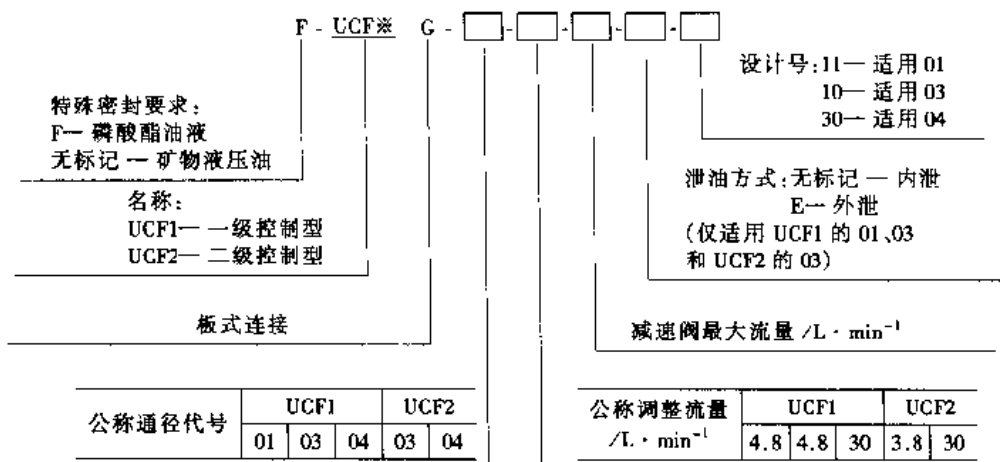 F - UCF※ G - □ - □ - □ - □ - □
设计号:11— 适用 01
10— 适用 03
30— 适用 04
特殊密封要求:
F— 磷酸酯油液
无标记 — 矿物液压油
泄油方式:无标记 — 内泄
E— 外泄
(仅适用 UCF1 的 01、03
和 UCF2 的 03)
名称:
UCF1— 一级控制型
UCF2— 二级控制型
板式连接
减速阀最大流量 /L · min⁻¹
公称通径代号 UCF1 UCF2
01 03 04 03 04
公称调整流量 UCF1 UCF2
/L · min⁻¹ 4.8 4.8 30 3.8 30